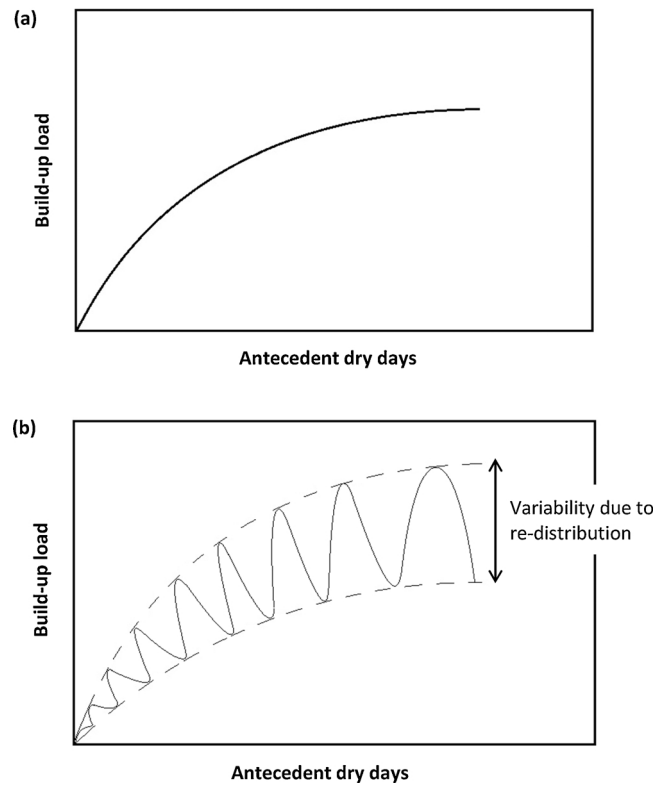 (a)
Build-up load
Antecedent dry days
(b)
Build-up load
Variability due to
re-distribution
Antecedent dry days